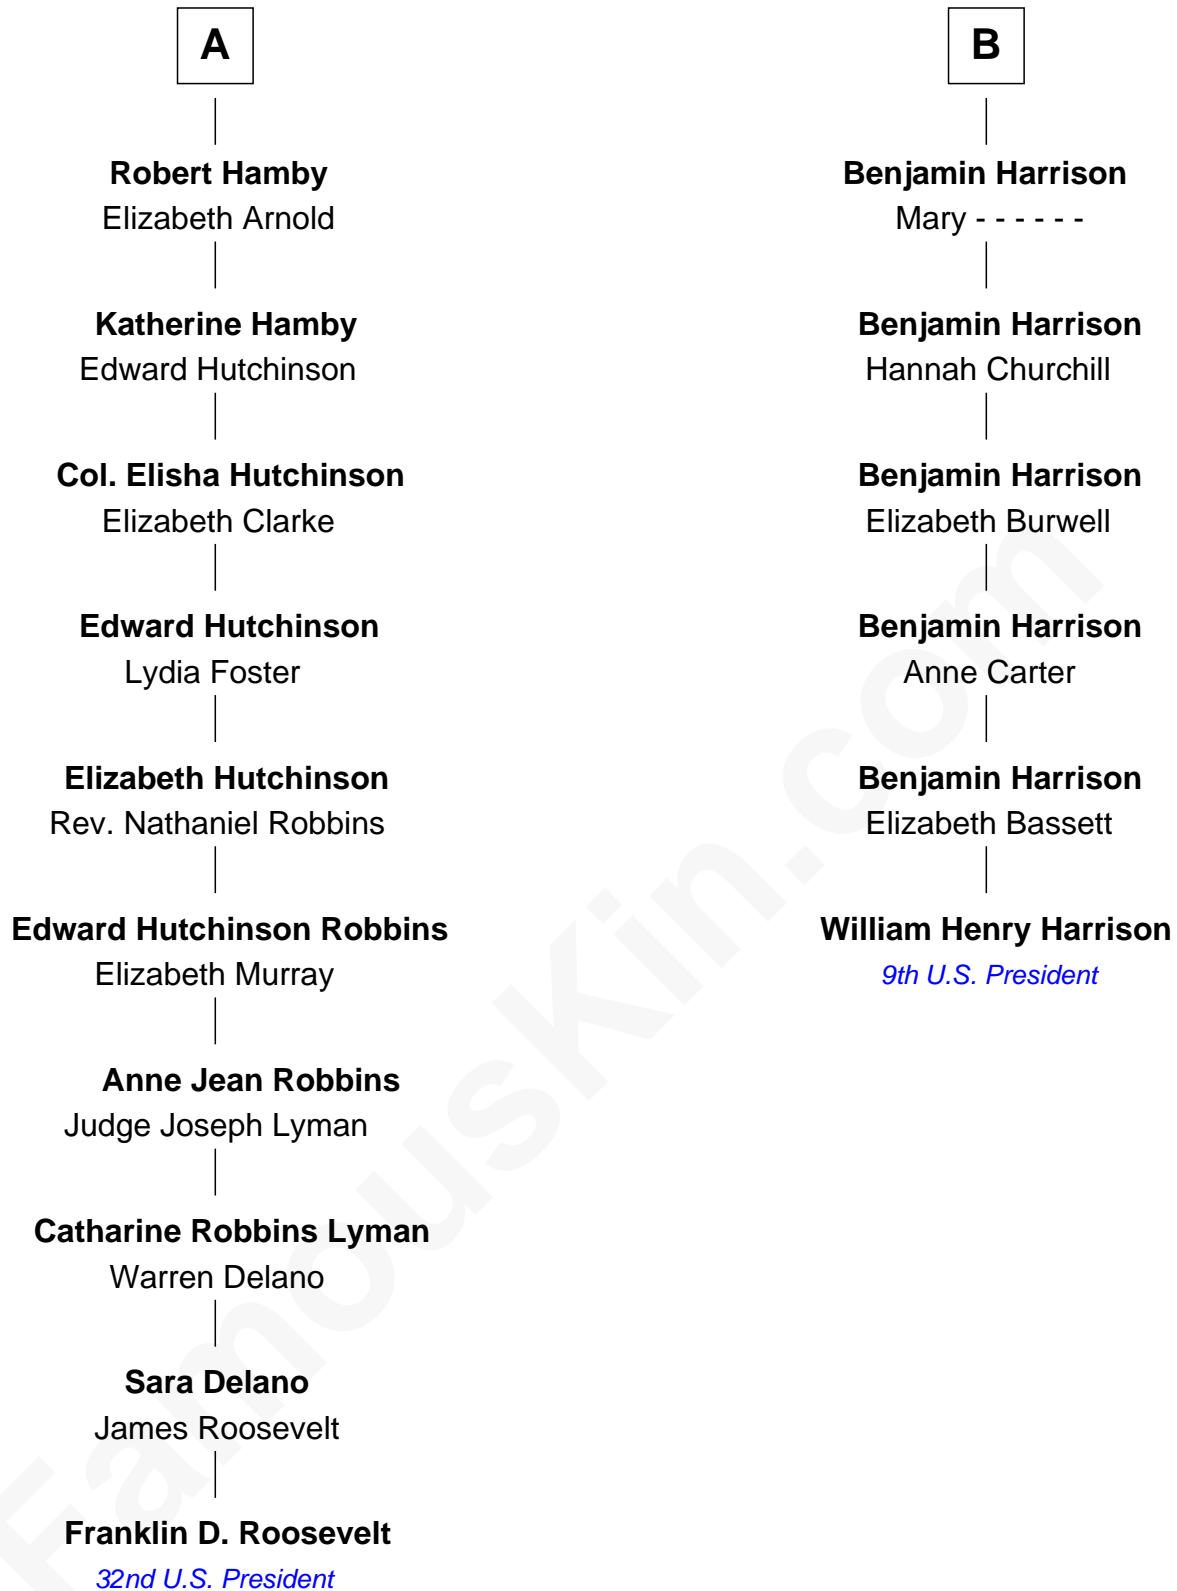 A
Robert Hamby
Elizabeth Arnold
Katherine Hamby
Edward Hutchinson
Col. Elisha Hutchinson
Elizabeth Clarke
Edward Hutchinson
Lydia Foster
Elizabeth Hutchinson
Rev. Nathaniel Robbins
Edward Hutchinson Robbins
Elizabeth Murray
Anne Jean Robbins
Judge Joseph Lyman
Catharine Robbins Lyman
Warren Delano
Sara Delano
James Roosevelt
Franklin D. Roosevelt
32nd U.S. President
B
Benjamin Harrison
Mary - - - - - -
Benjamin Harrison
Hannah Churchill
Benjamin Harrison
Elizabeth Burwell
Benjamin Harrison
Anne Carter
Benjamin Harrison
Elizabeth Bassett
William Henry Harrison
9th U.S. President
FamousKin.com